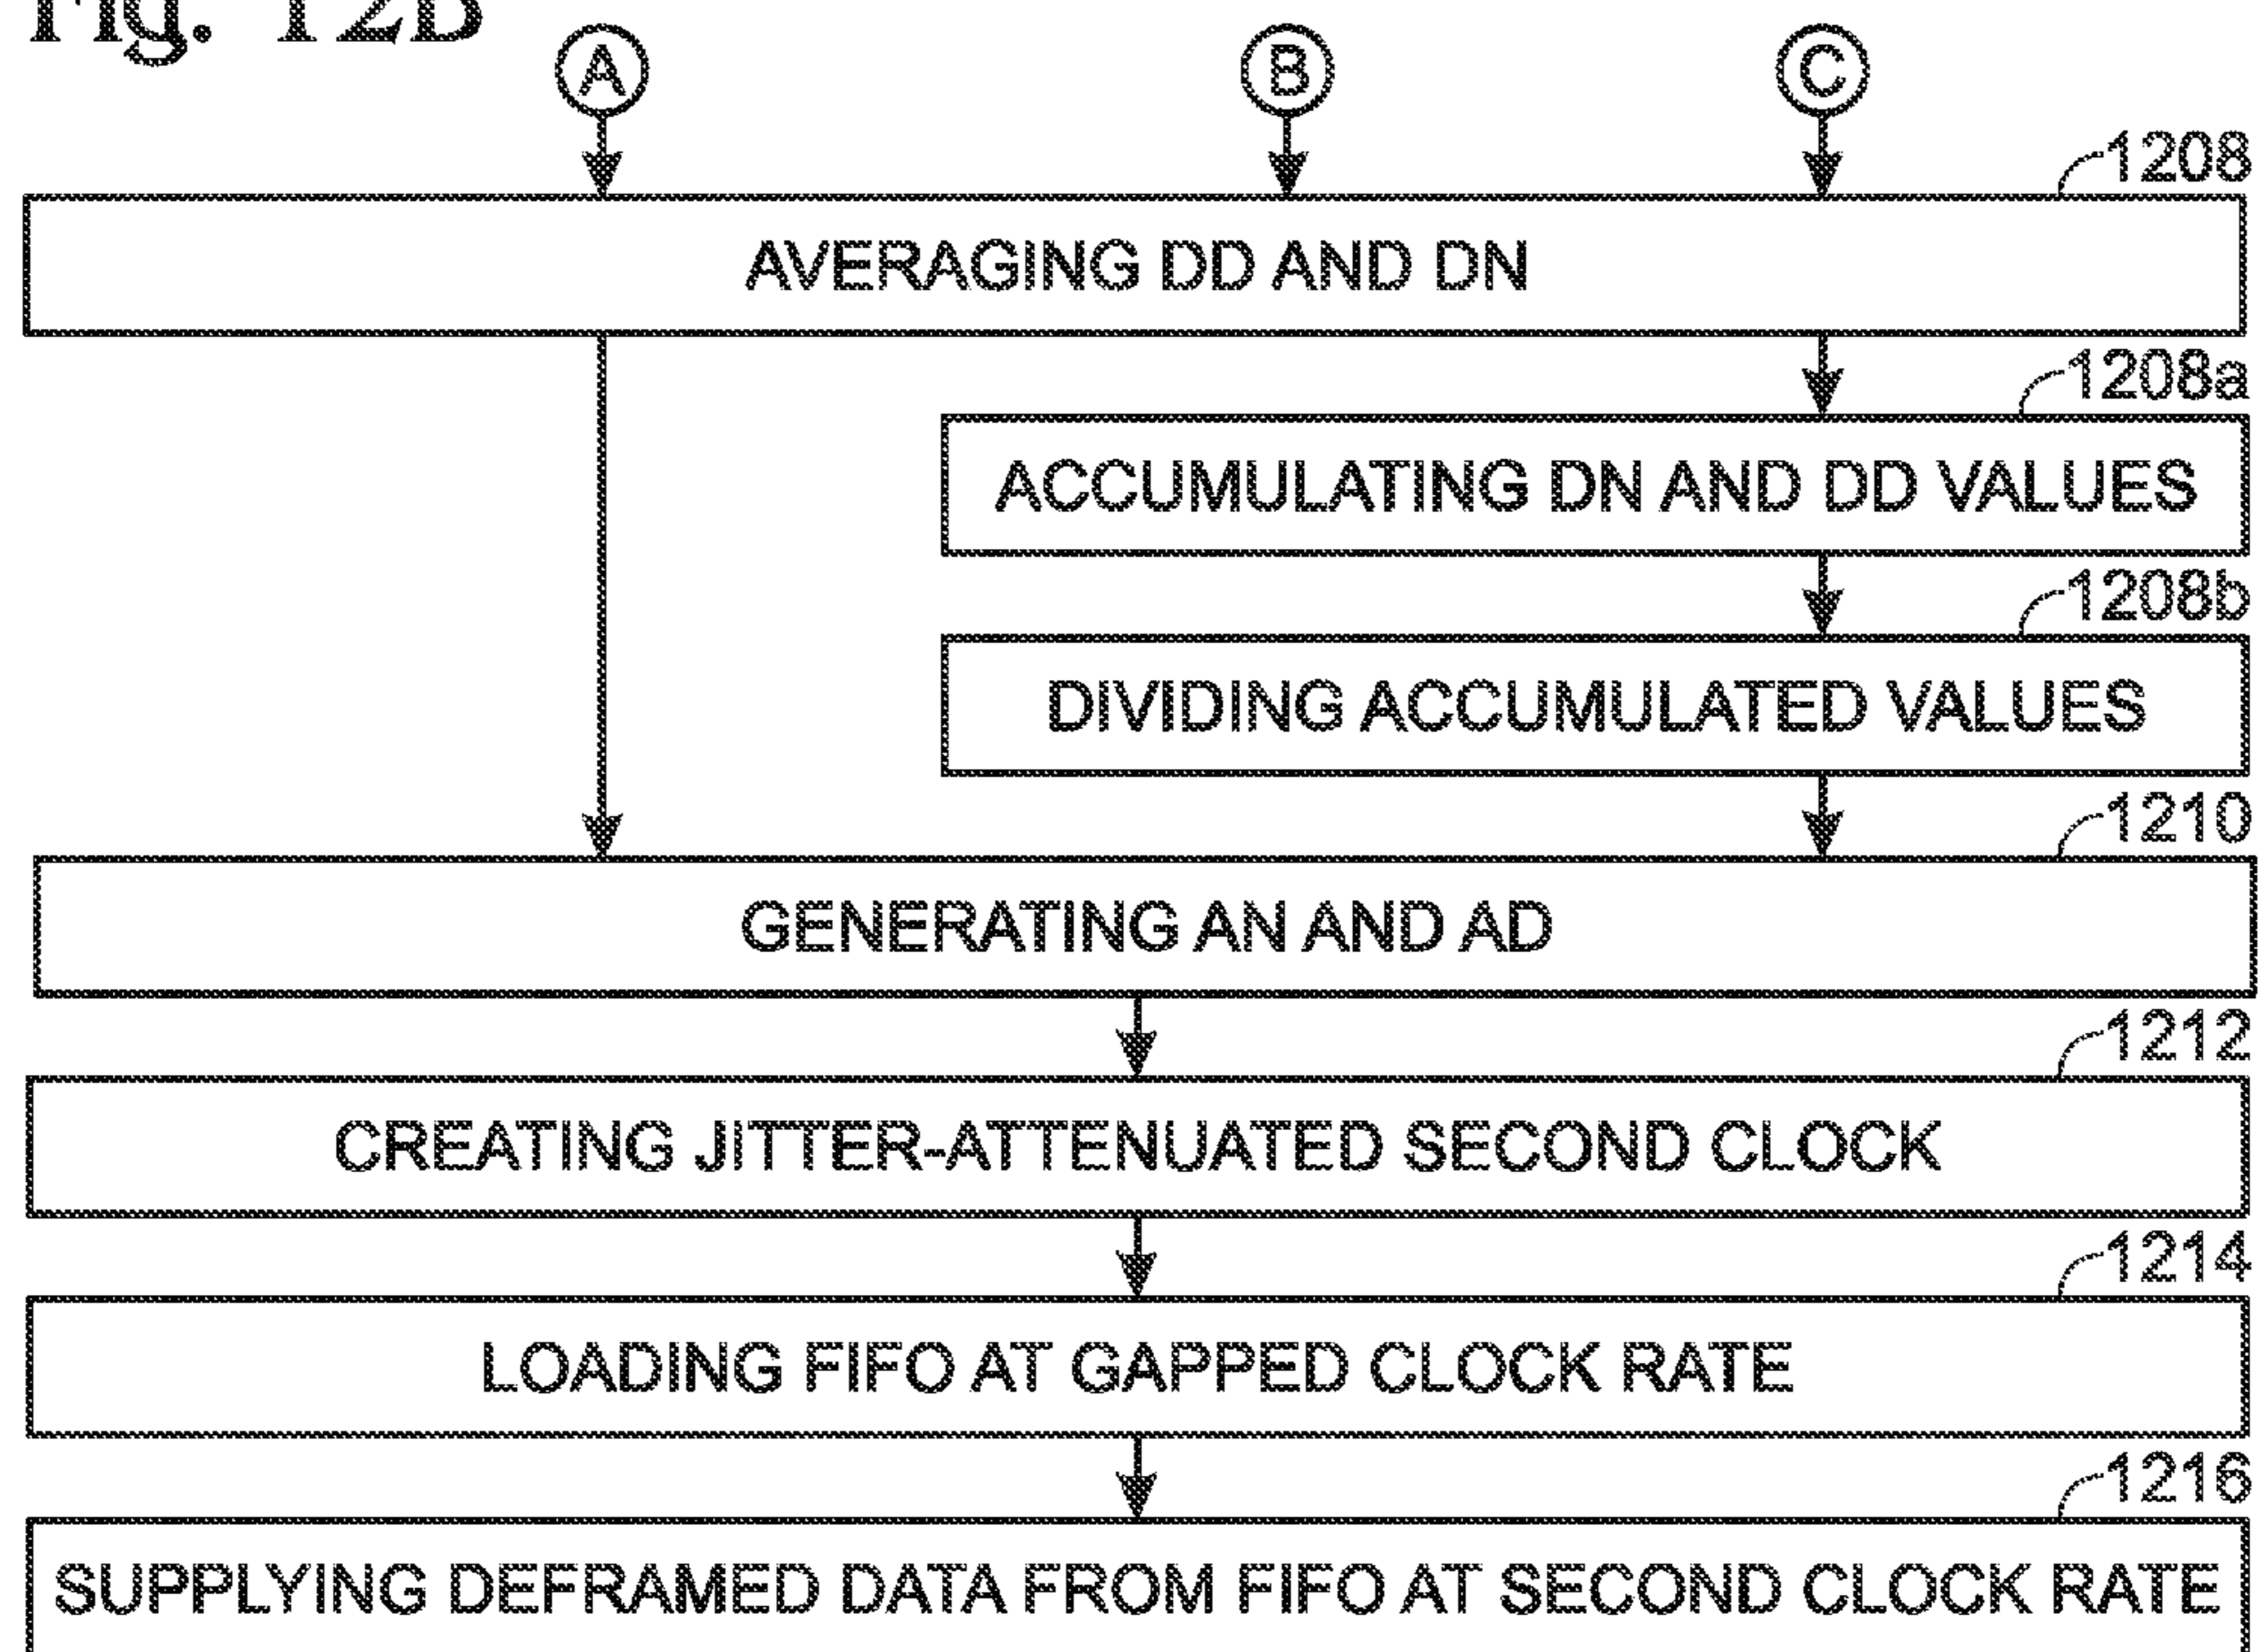 Fig. 12B
A B C
1208
AVERAGING DD AND DN
1208a
ACCUMULATING DN AND DD VALUES
1208b
DIVIDING ACCUMULATED VALUES
1210
GENERATING AN AND AD
1212
CREATING JITTER-ATTENUATED SECOND CLOCK
1214
LOADING FIFO AT GAPPED CLOCK RATE
1216
SUPPLYING DEFRAMED DATA FROM FIFO AT SECOND CLOCK RATE